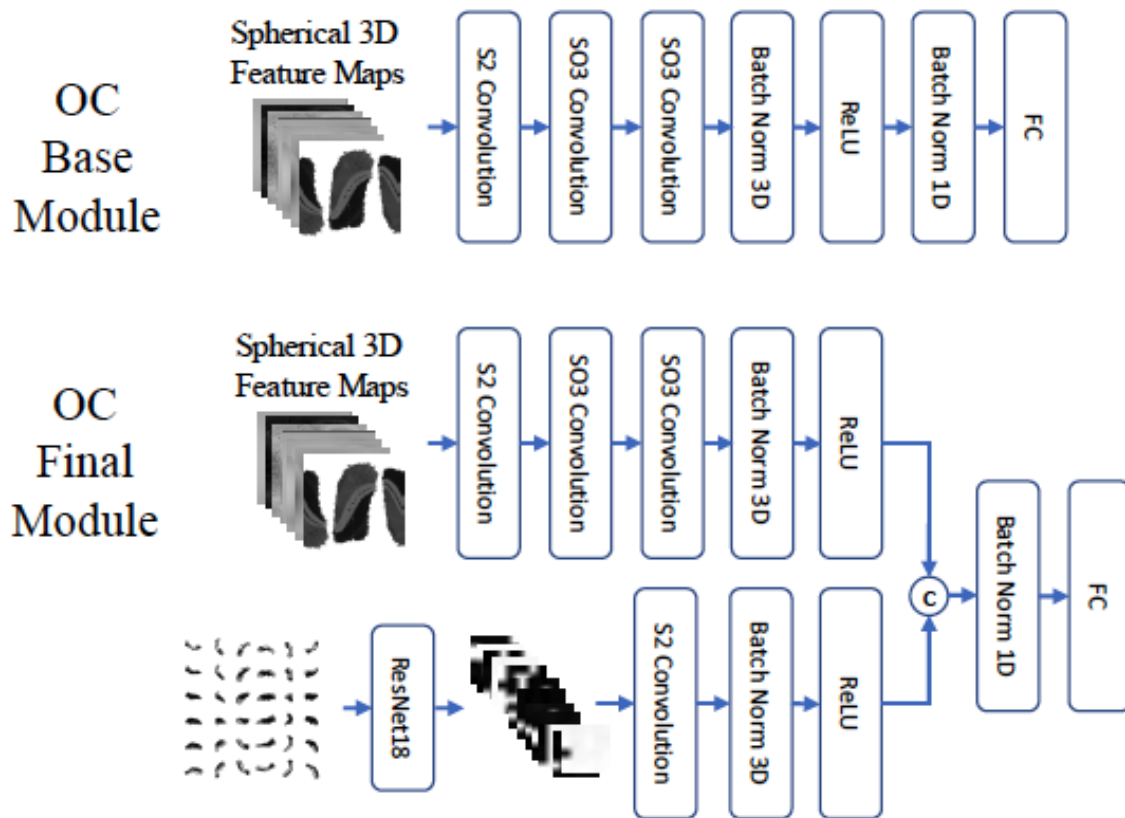 OC
Base
Module
Spherical 3D
Feature Maps
S2 Convolution
SO3 Convolution
SO3 Convolution
Batch Norm 3D
ReLU
Batch Norm 1D
FC
OC
Final
Module
Spherical 3D
Feature Maps
S2 Convolution
SO3 Convolution
SO3 Convolution
Batch Norm 3D
ReLU
ResNet18
S2 Convolution
Batch Norm 3D
ReLU
C
Batch Norm 1D
FC